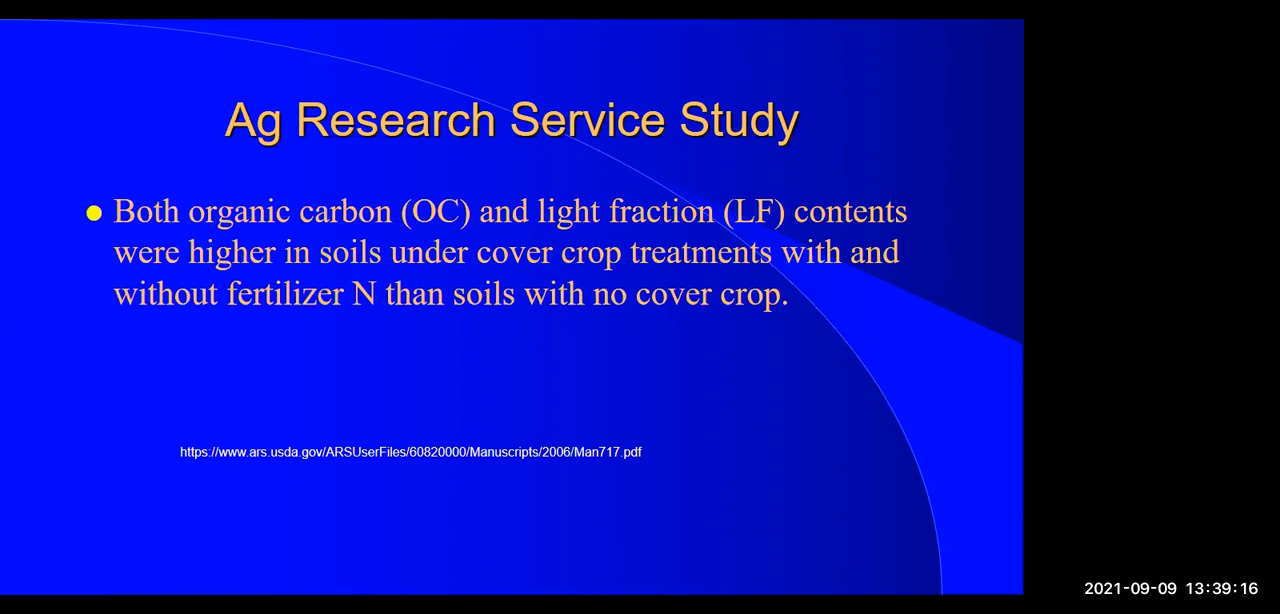 Ag Research Service Study
Both organic carbon (OC) and light fraction (LF) contents
were higher in soils under cover crop treatments with and
without fertilizer N than soils with no cover crop.
https://www.ars.usda.gov/ARSUserFiles/60820000/Manuscripts/2006/Man717.pdf
2021-09-09 13:39:16